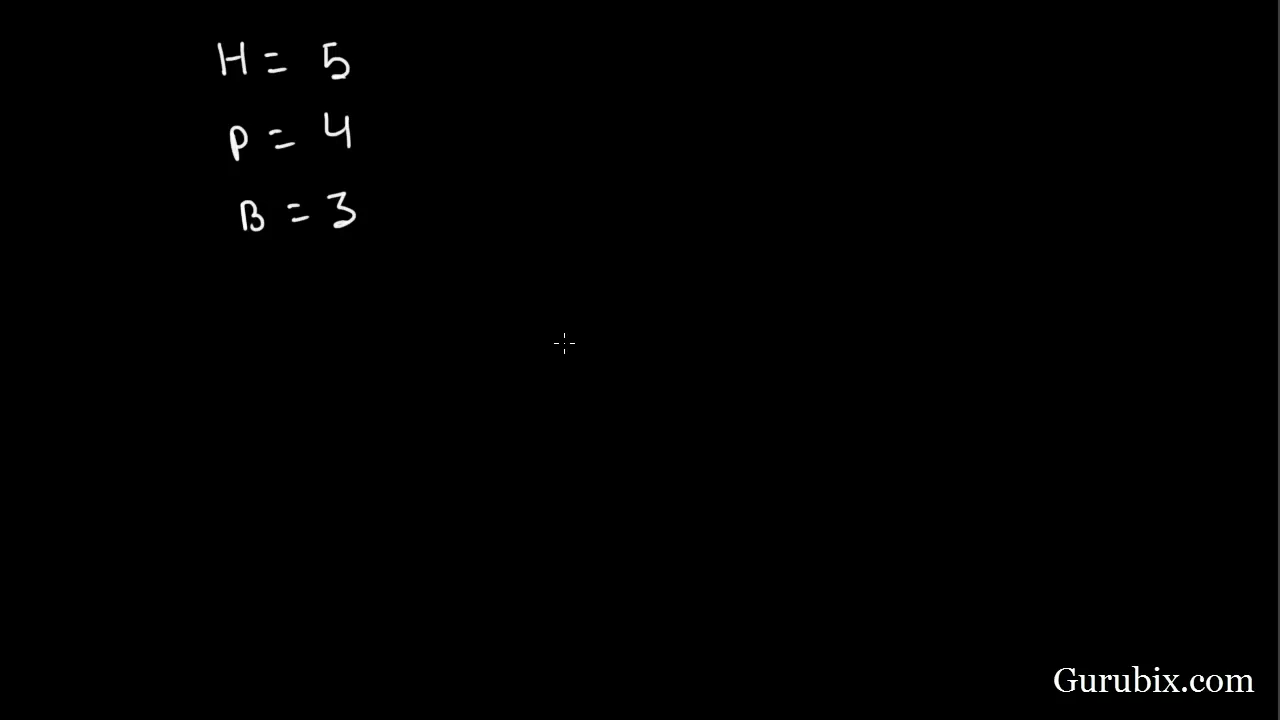 H = 5
P = 4
B = 3
Gurubix.com